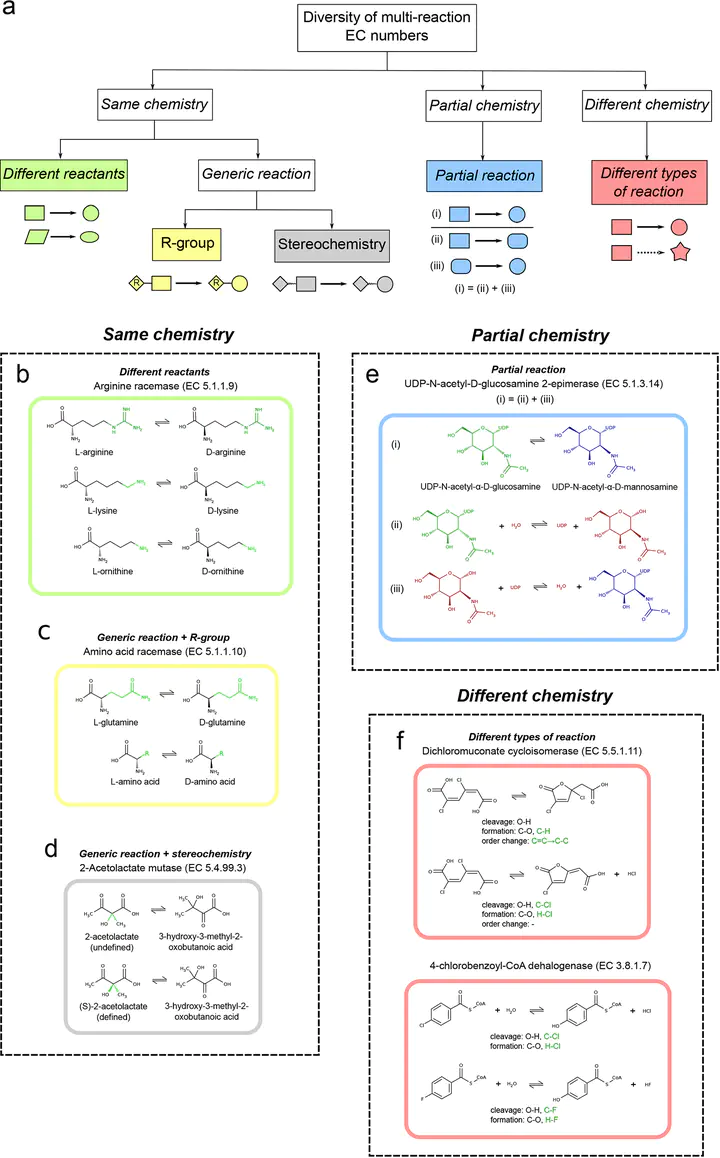 a
Diversity of multi-reaction
EC numbers
Same chemistry
Partial chemistry
Different chemistry
Different reactants
Generic reaction
Partial reaction
Different types
of reaction
R-group
Stereochemistry
(i)
(ii)
(iii)
R
R
(i) = (ii) + (iii)
Same chemistry
b
Different reactants
Arginine racemase (EC 5.1.1.9)
L-arginine
D-arginine
L-lysine
D-lysine
L-ornithine
D-ornithine
c
Generic reaction + R-group
Amino acid racemase (EC 5.1.1.10)
L-glutamine
D-glutamine
L-amino acid
D-amino acid
d
Generic reaction + stereochemistry
2-Acetolactate mutase (EC 5.4.99.3)
2-acetolactate
(undefined)
3-hydroxy-3-methyl-2-
oxobutanoic acid
(S)-2-acetolactate
(defined)
3-hydroxy-3-methyl-2-
oxobutanoic acid
Partial chemistry
e
Partial reaction
UDP-N-acetyl-D-glucosamine 2-epimerase (EC 5.1.3.14)
(i) = (ii) + (iii)
(i)
UDP-N-acetyl-α-D-glucosamine
UDP-N-acetyl-α-D-mannosamine
(ii)
+ H₂O
UDP +
(iii)
+ UDP
H₂O +
Different chemistry
f
Different types of reaction
Dichloromuconate cycloisomerase (EC 5.5.1.11)
cleavage: O-H
formation: C-O, C-H
order change: C=C→C-C
+ HCl
cleavage: O-H, C-Cl
formation: C-O, H-Cl
order change: -
4-chlorobenzoyl-CoA dehalogenase (EC 3.8.1.7)
+ H₂O
+ HCl
cleavage: O-H, C-Cl
formation: C-O, H-Cl
+ H₂O
+ HF
cleavage: O-H, C-F
formation: C-O, H-F